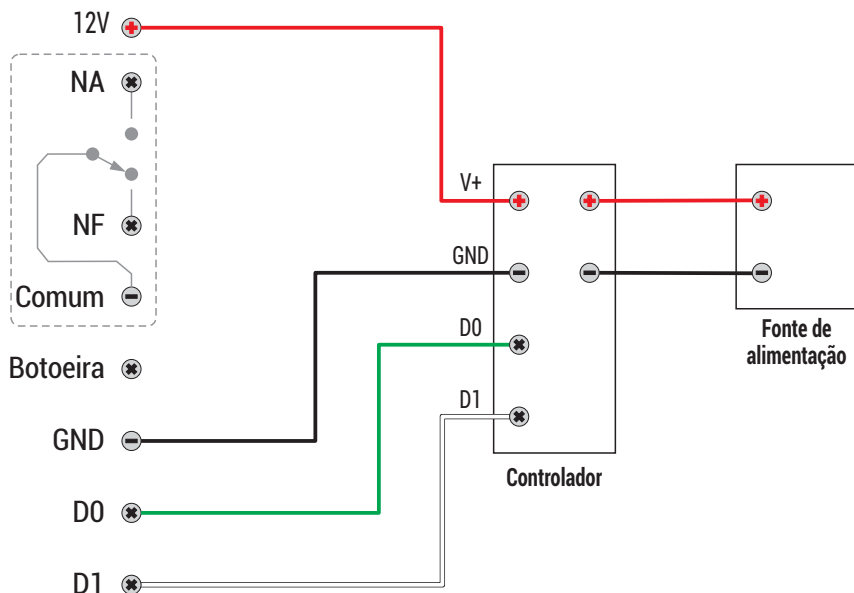 12V
NA
NF
Comum
Botoeira
GND
D0
D1
V+
GND
D0
D1
Controlador
Fonte de
alimentação